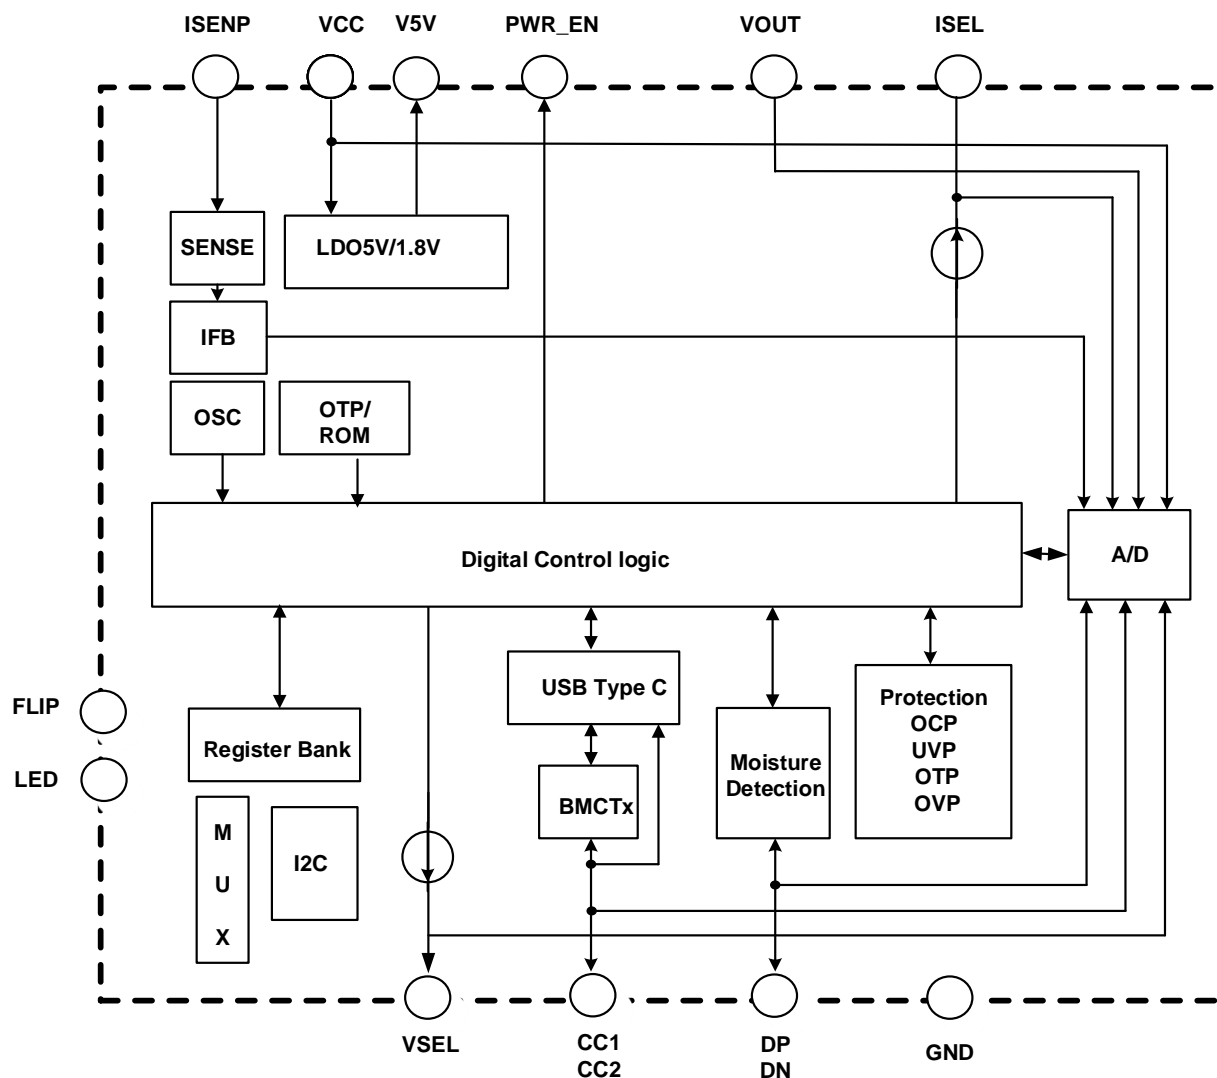 ISENP
VCC
V5V
PWR_EN
VOUT
ISEL
SENSE
LDO5V/1.8V
IFB
OSC
OTP/
ROM
Digital Control logic
A/D
USB Type C
FLIP
Register Bank
Protection
OCP
UVP
OTP
OVP
LED
Moisture
Detection
BMCTx
M
U
X
I2C
VSEL
CC1
CC2
DP
DN
GND